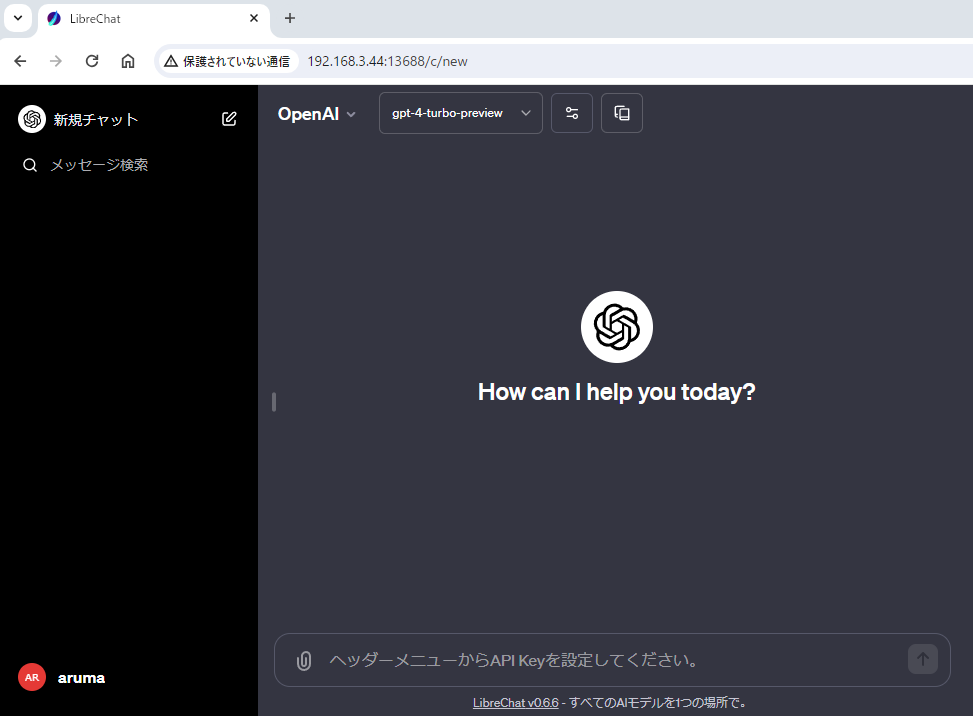 LibreChat
保護されていない通信 192.168.3.44:13688/c/new
新規チャット
メッセージ検索
OpenAI
gpt-4-turbo-preview
How can I help you today?
ヘッダーメニューからAPI Keyを設定してください。
AR aruma
LibreChat v0.6.6 - すべてのAIモデルを1つの場所で。